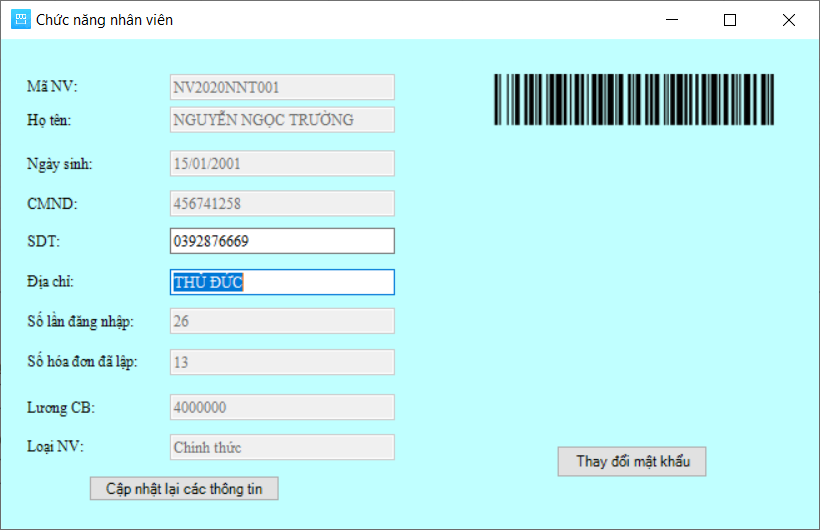 Chức năng nhân viên
Mã NV: NV2020NNT001
Họ tên: NGUYỄN NGỌC TRƯỜNG
Ngày sinh: 15/01/2001
CMND: 456741258
SDT: 0392876669
Địa chỉ: THỦ ĐỨC
Số lần đăng nhập: 26
Số hóa đơn đã lập: 13
Lương CB: 4000000
Loại NV: Chính thức
Thay đổi mật khẩu
Cập nhật lại các thông tin